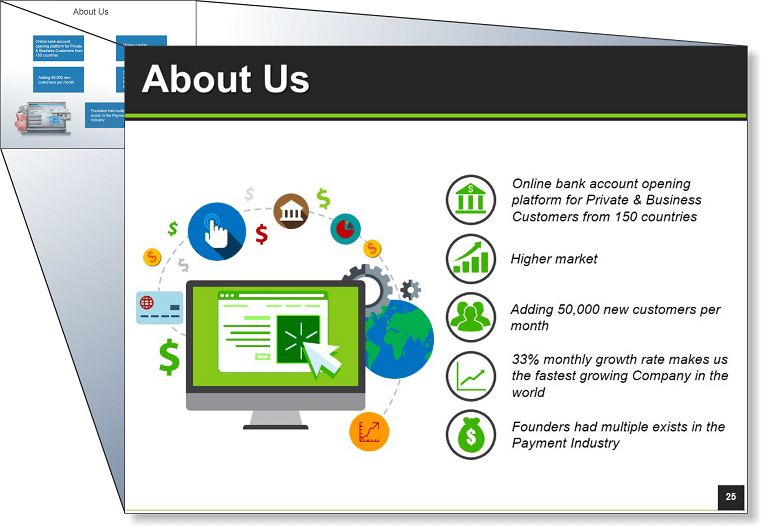 About Us
Online bank account
opening platform for Private
& Business Customers from
150 countries
Higher market
Adding 50,000 new
customers per month
Founders had multiple
exists in the Payment
Industry
About Us
Online bank account opening
platform for Private & Business
Customers from 150 countries
Higher market
Adding 50,000 new customers per
month
33% monthly growth rate makes us
the fastest growing Company in the
world
Founders had multiple exists in the
Payment Industry
25